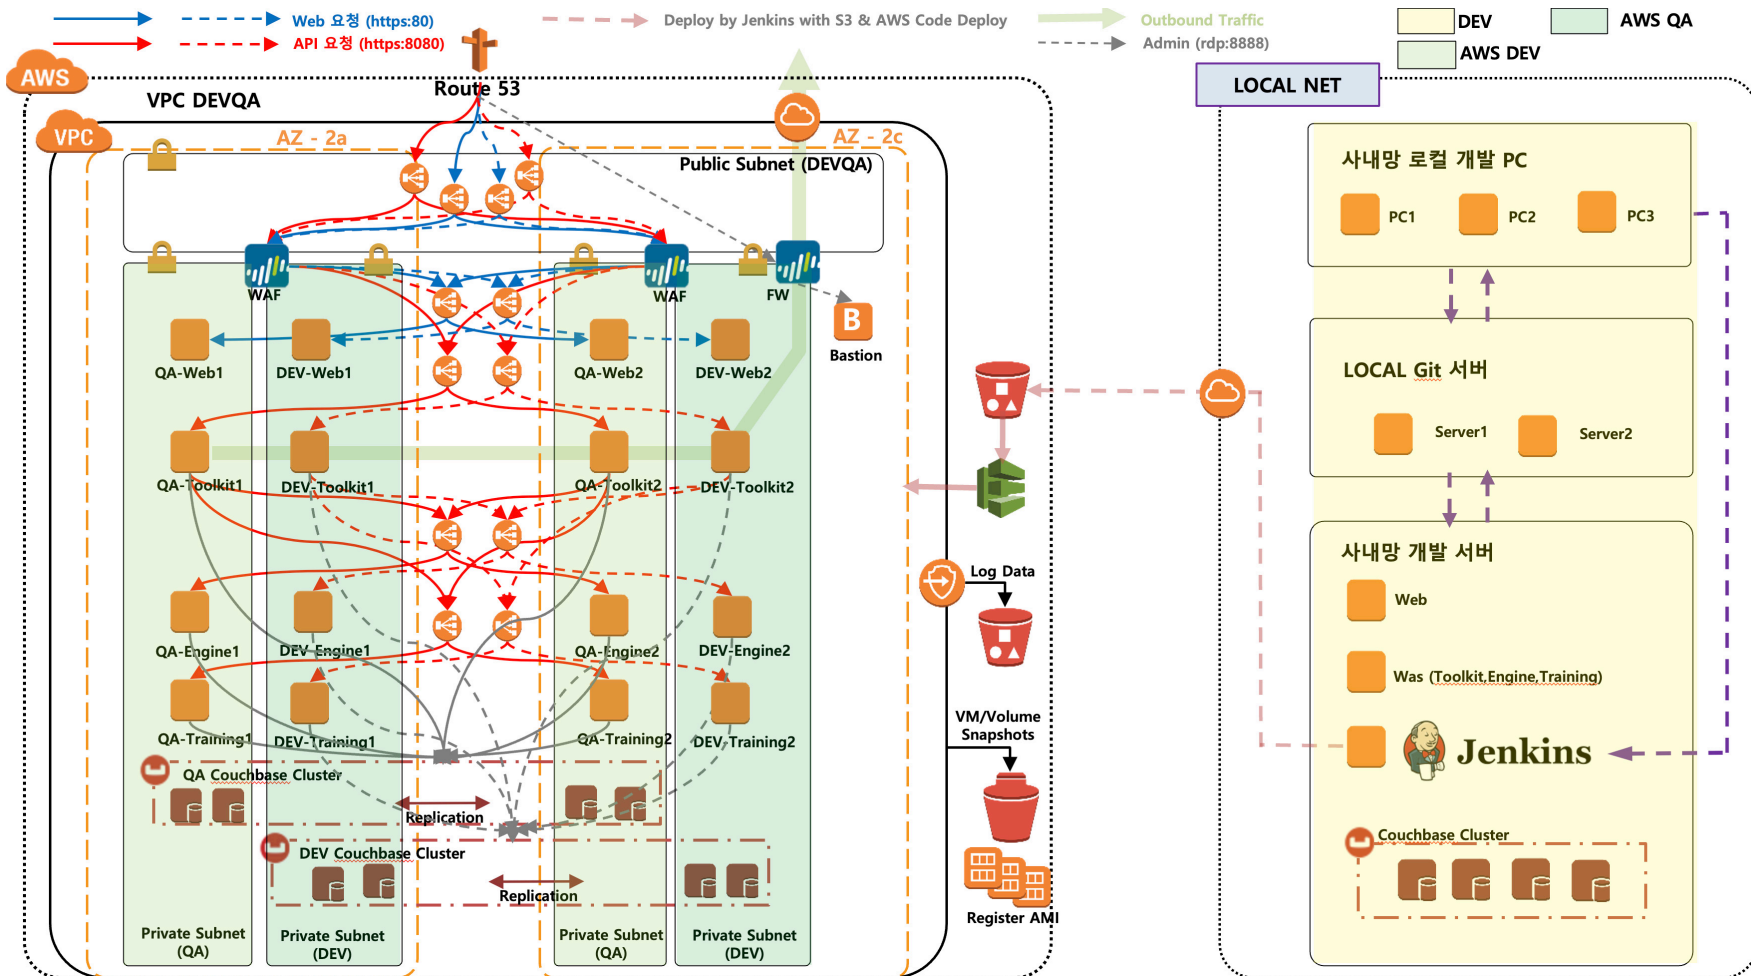 Web 요청 (https:80)
API 요청 (https:8080)
Deploy by Jenkins with S3 & AWS Code Deploy
Outbound Traffic
Admin (rdp:8888)
DEV
AWS QA
AWS DEV
AWS
VPC
Route 53
VPC DEVQA
AZ - 2a
AZ - 2c
Public Subnet (DEVQA)
WAF
WAF
FW
B
Bastion
QA-Web1
DEV-Web1
QA-Web2
DEV-Web2
QA-Toolkit1
DEV-Toolkit1
QA-Toolkit2
DEV-Toolkit2
QA-Engine1
DEV-Engine1
QA-Engine2
DEV-Engine2
QA-Training1
DEV-Training1
QA-Training2
DEV-Training2
QA Couchbase Cluster
Replication
DEV Couchbase Cluster
Replication
Private Subnet
(QA)
Private Subnet
(DEV)
Private Subnet
(QA)
Private Subnet
(DEV)
Log Data
VM/Volume
Snapshots
Register AMI
LOCAL NET
사내망 로컬 개발 PC
PC1
PC2
PC3
LOCAL Git 서버
Server1
Server2
사내망 개발 서버
Web
Was (Toolkit,Engine,Training)
Jenkins
Couchbase Cluster